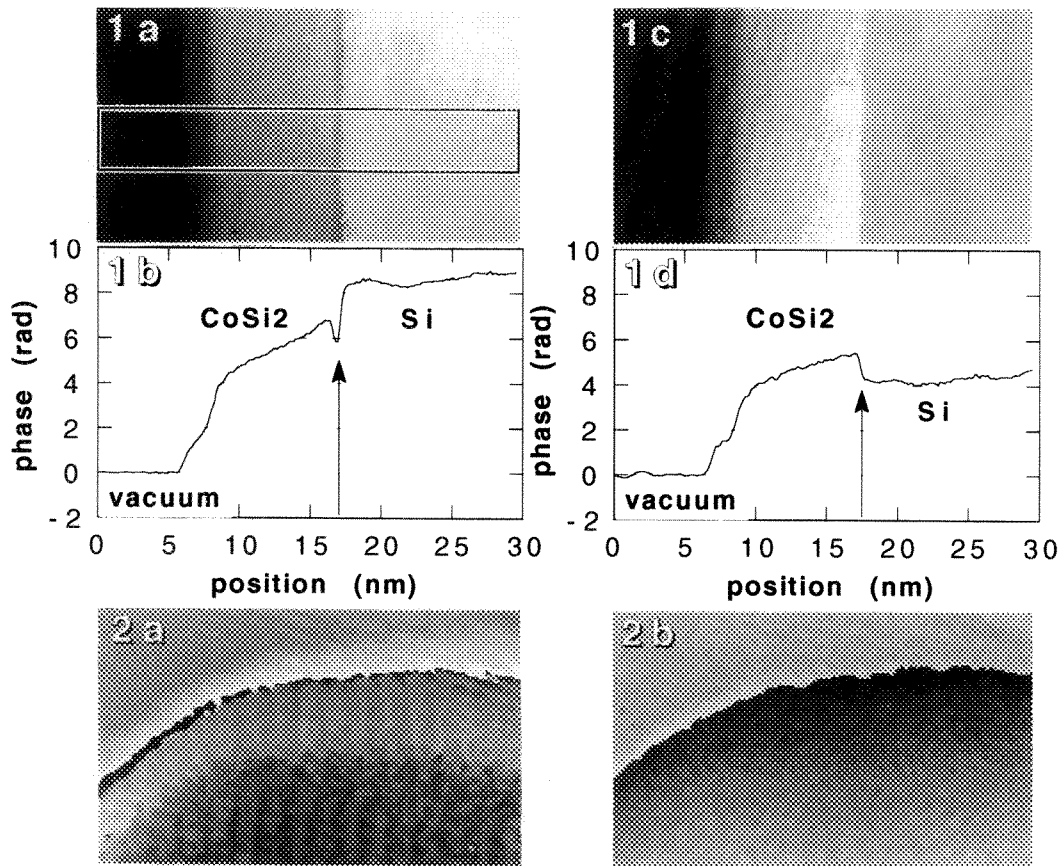 1a
1c
10
8
6
4
2
0
-2
phase (rad)
1b
CoSi2
Si
vacuum
0 5 10 15 20 25 30
position (nm)
10
8
6
4
2
0
-2
phase (rad)
1d
CoSi2
Si
vacuum
0 5 10 15 20 25 30
position (nm)
2a
2b